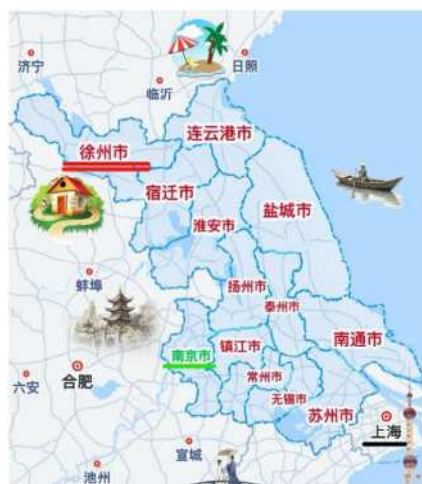 济宁
日照
临沂
连云港市
徐州市
宿迁市
盐城市
淮安市
蚌埠
扬州市
泰州市
南通市
镇江市
南京市
合肥
常州市
六安
无锡市
苏州市
上海
宣城
池州